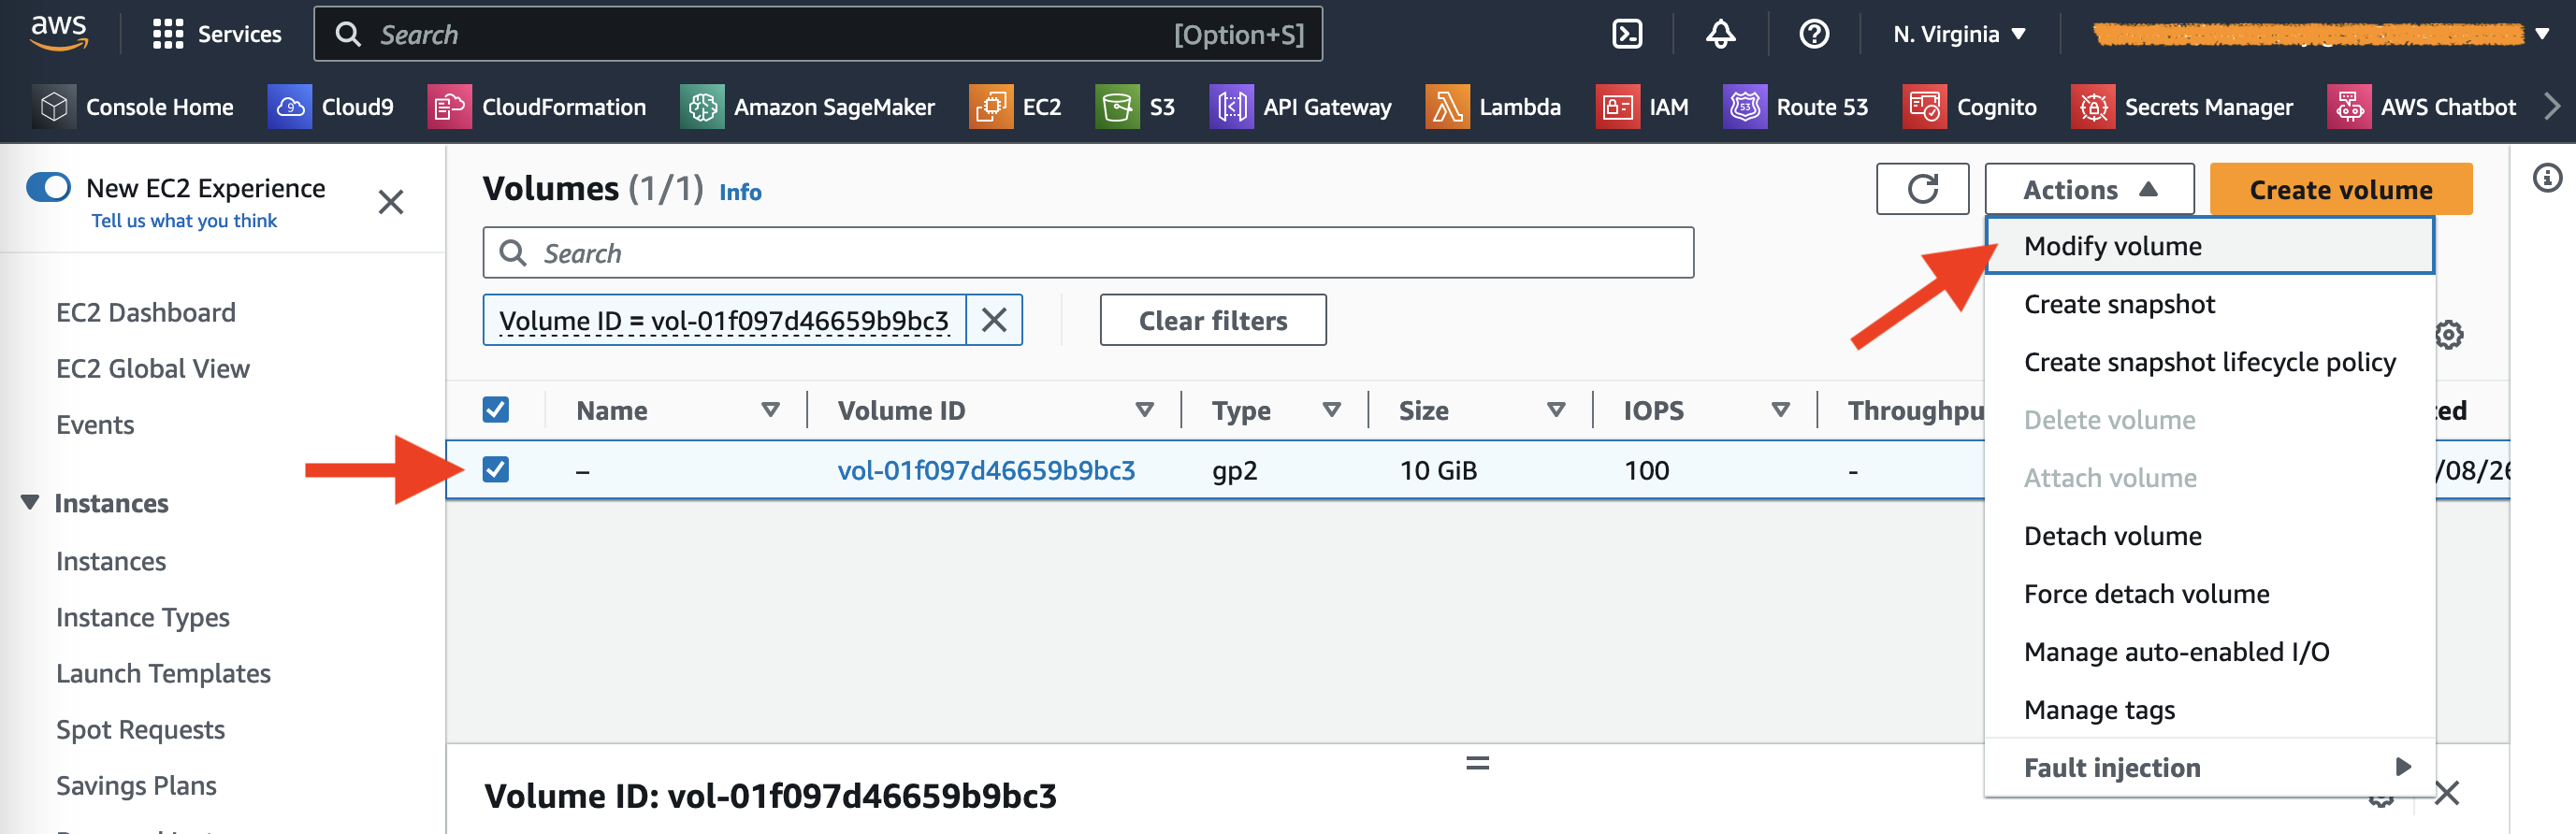 aws
Services
Search
[Option+S]
N. Virginia
Console Home
Cloud9
CloudFormation
Amazon SageMaker
EC2
S3
API Gateway
Lambda
IAM
Route 53
Cognito
Secrets Manager
AWS Chatbot
New EC2 Experience
Tell us what you think
EC2 Dashboard
EC2 Global View
Events
Instances
Instances
Instance Types
Launch Templates
Spot Requests
Savings Plans
Volumes (1/1) Info
Actions
Create volume
Search
Volume ID = vol-01f097d46659b9bc3
Clear filters
Name
Volume ID
Type
Size
IOPS
Throughpu
ted
–
vol-01f097d46659b9bc3
gp2
10 GiB
100
-
/08/26
Modify volume
Create snapshot
Create snapshot lifecycle policy
Delete volume
Attach volume
Detach volume
Force detach volume
Manage auto-enabled I/O
Manage tags
Fault injection
Volume ID: vol-01f097d46659b9bc3